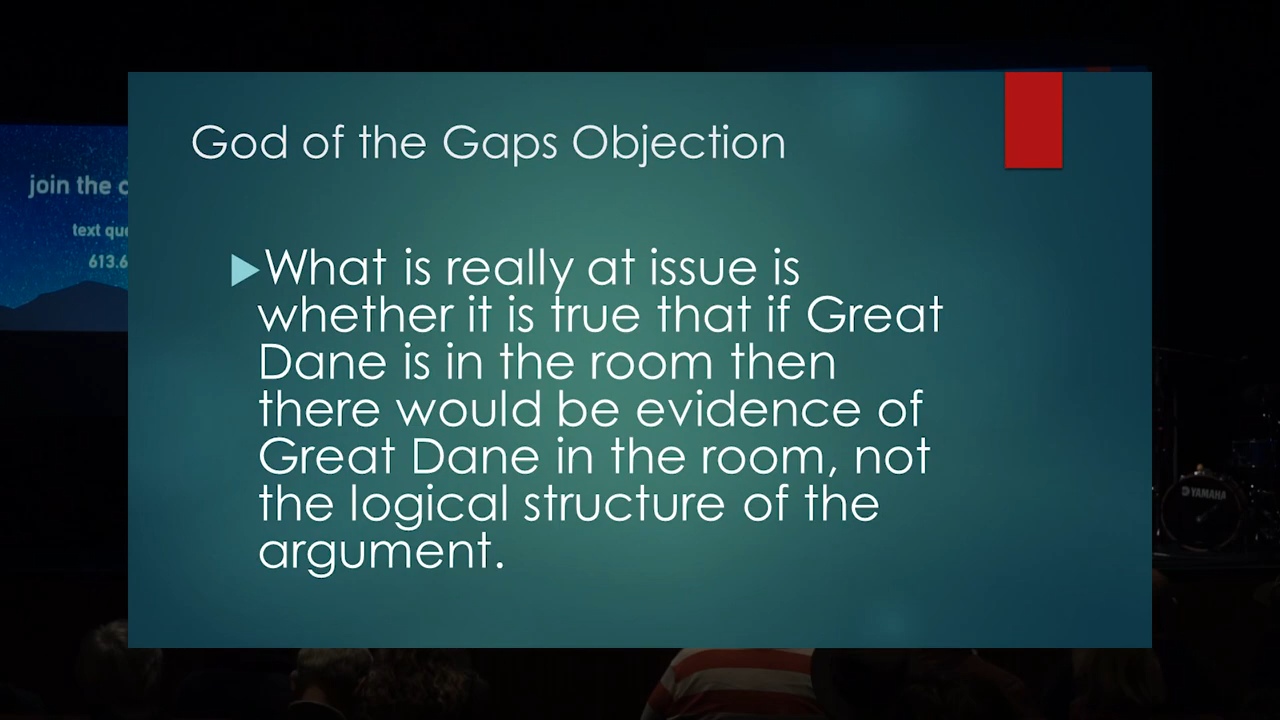 God of the Gaps Objection
What is really at issue is
whether it is true that if Great
Dane is in the room then
there would be evidence of
Great Dane in the room, not
the logical structure of the
argument.
join the
text
613.6
YAMAHA